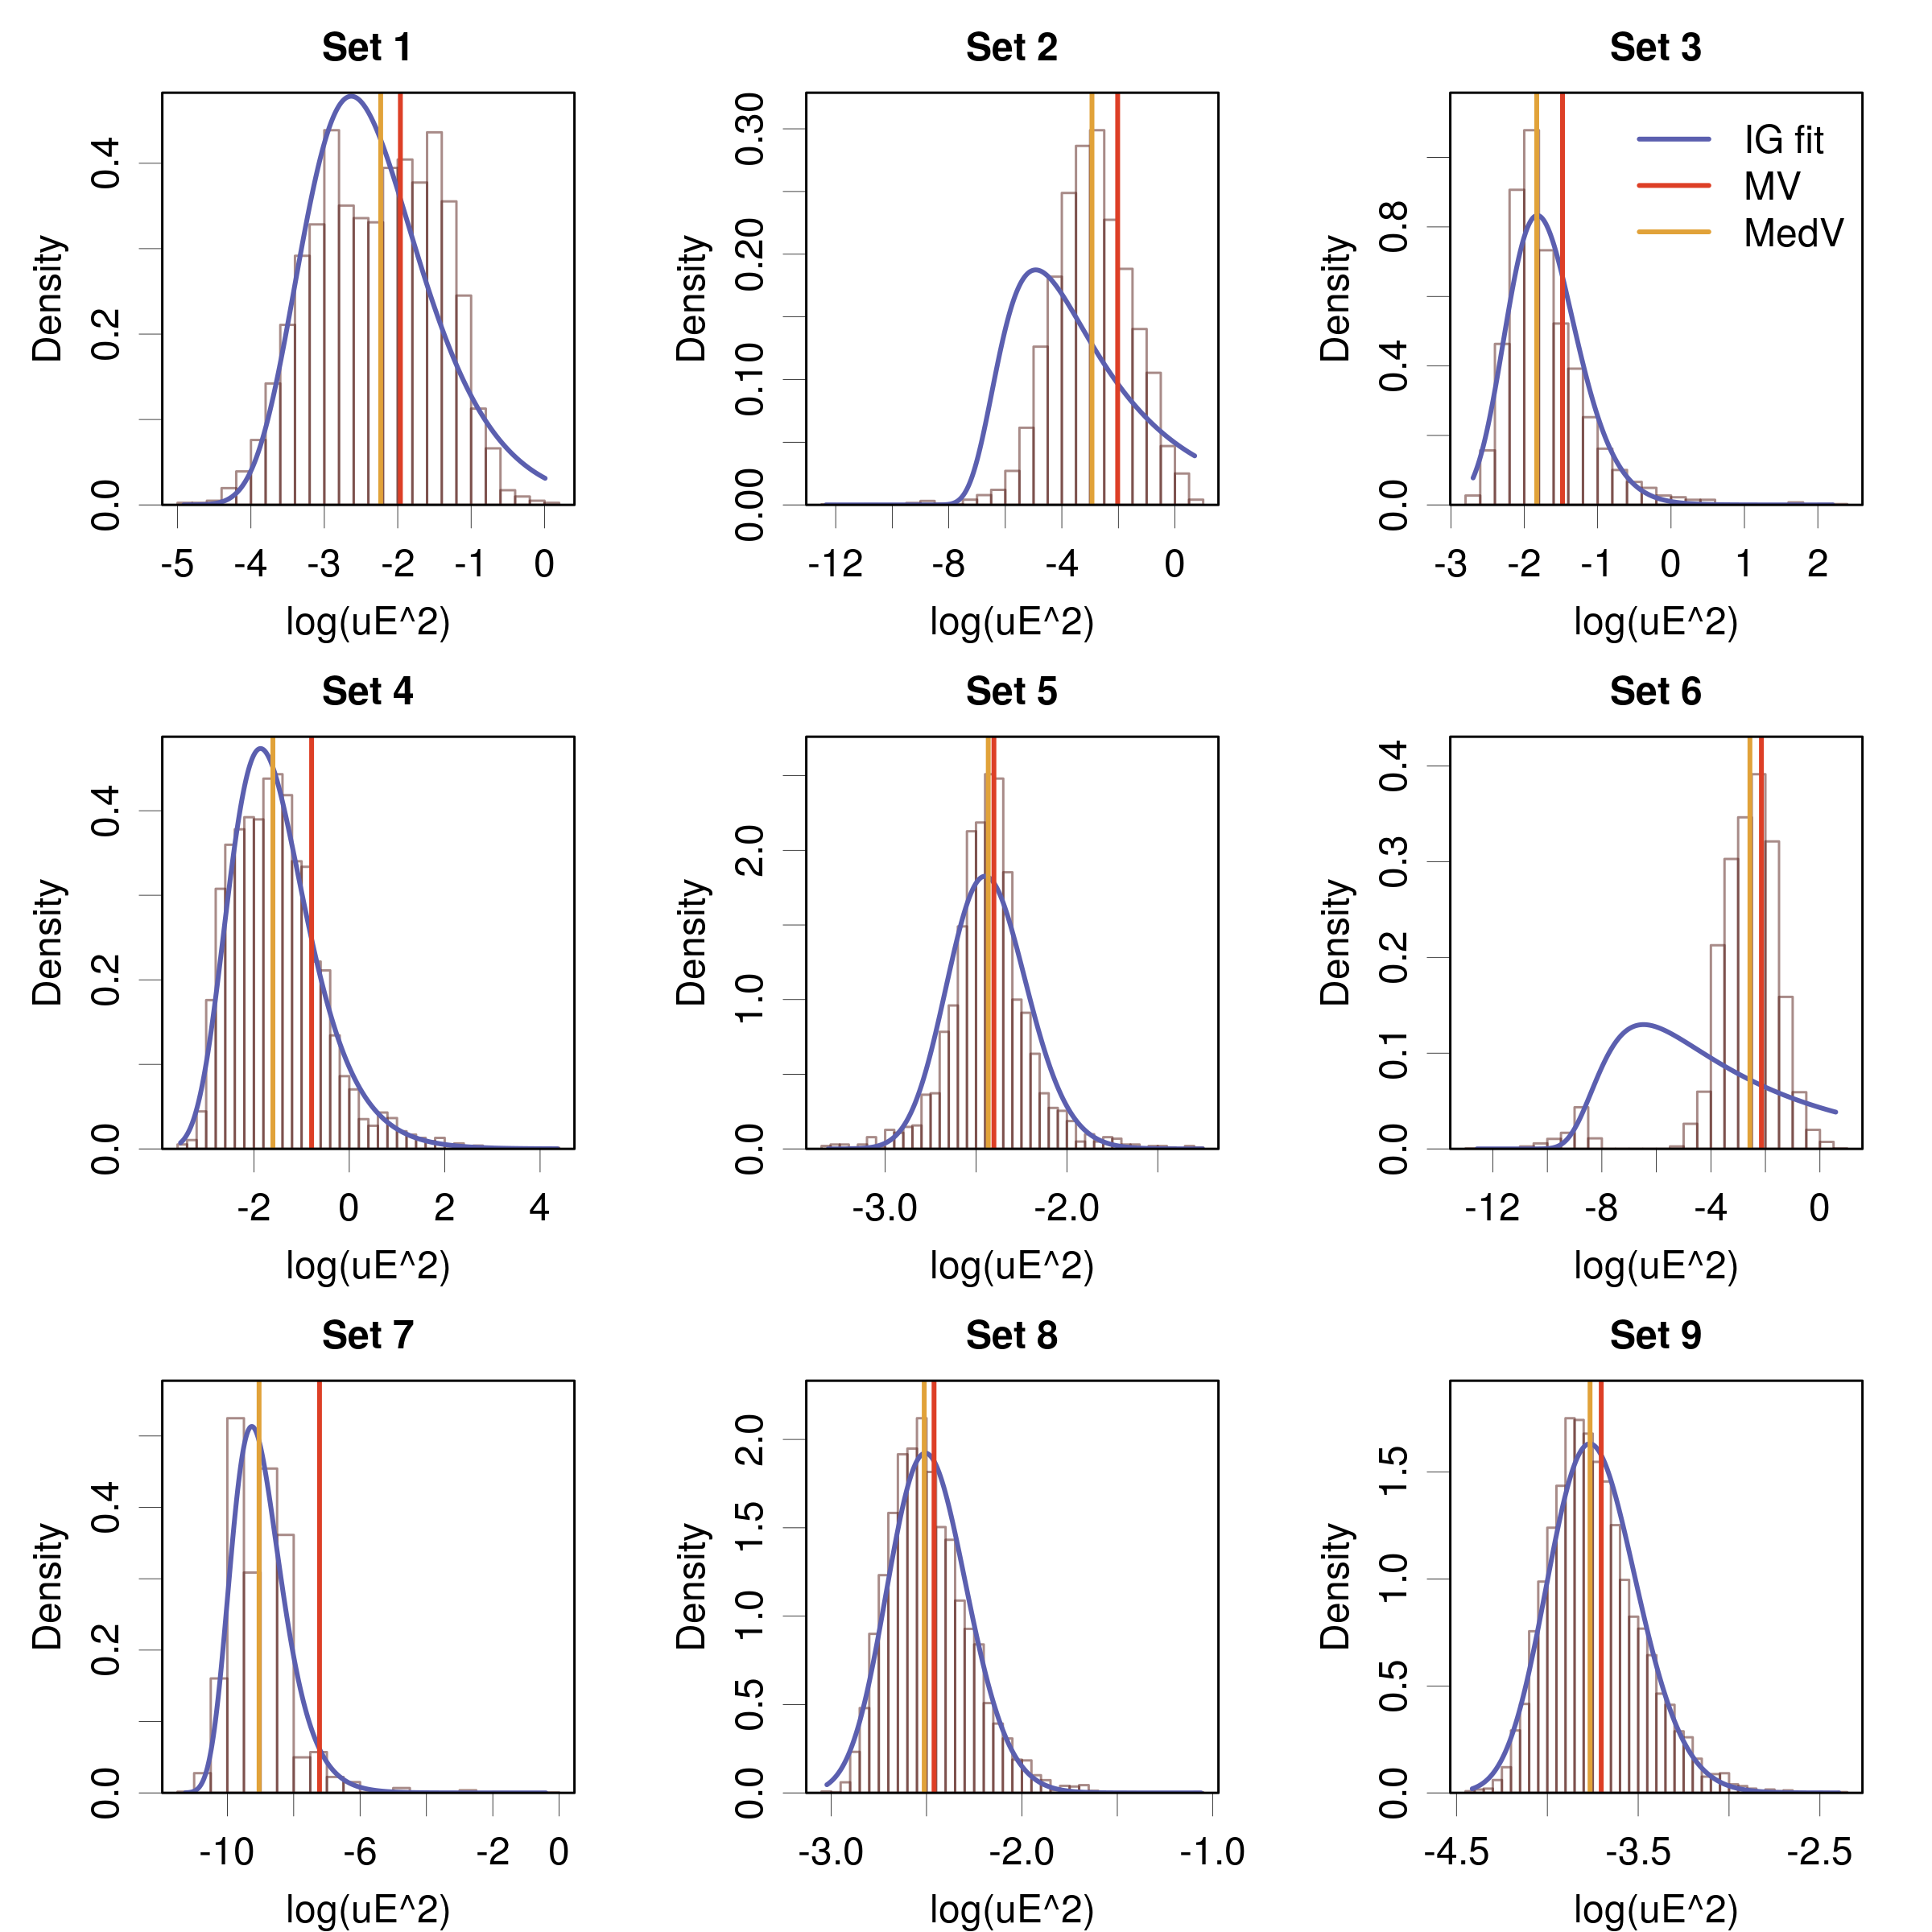 Set 1
Density
0.0 0.2 0.4
-5 -4 -3 -2 -1 0
log(uE^2)
Set 2
Density
0.00 0.10 0.20 0.30
-12 -8 -4 0
log(uE^2)
Set 3
IG fit
MV
MedV
Density
0.0 0.4 0.8
-3 -2 -1 0 1 2
log(uE^2)
Set 4
Density
0.0 0.2 0.4
-2 0 2 4
log(uE^2)
Set 5
Density
0.0 1.0 2.0
-3.0 -2.0
log(uE^2)
Set 6
Density
0.0 0.1 0.2 0.3 0.4
-12 -8 -4 0
log(uE^2)
Set 7
Density
0.0 0.2 0.4
-10 -6 -2 0
log(uE^2)
Set 8
Density
0.0 0.5 1.0 1.5 2.0
-3.0 -2.0 -1.0
log(uE^2)
Set 9
Density
0.0 0.5 1.0 1.5
-4.5 -3.5 -2.5
log(uE^2)